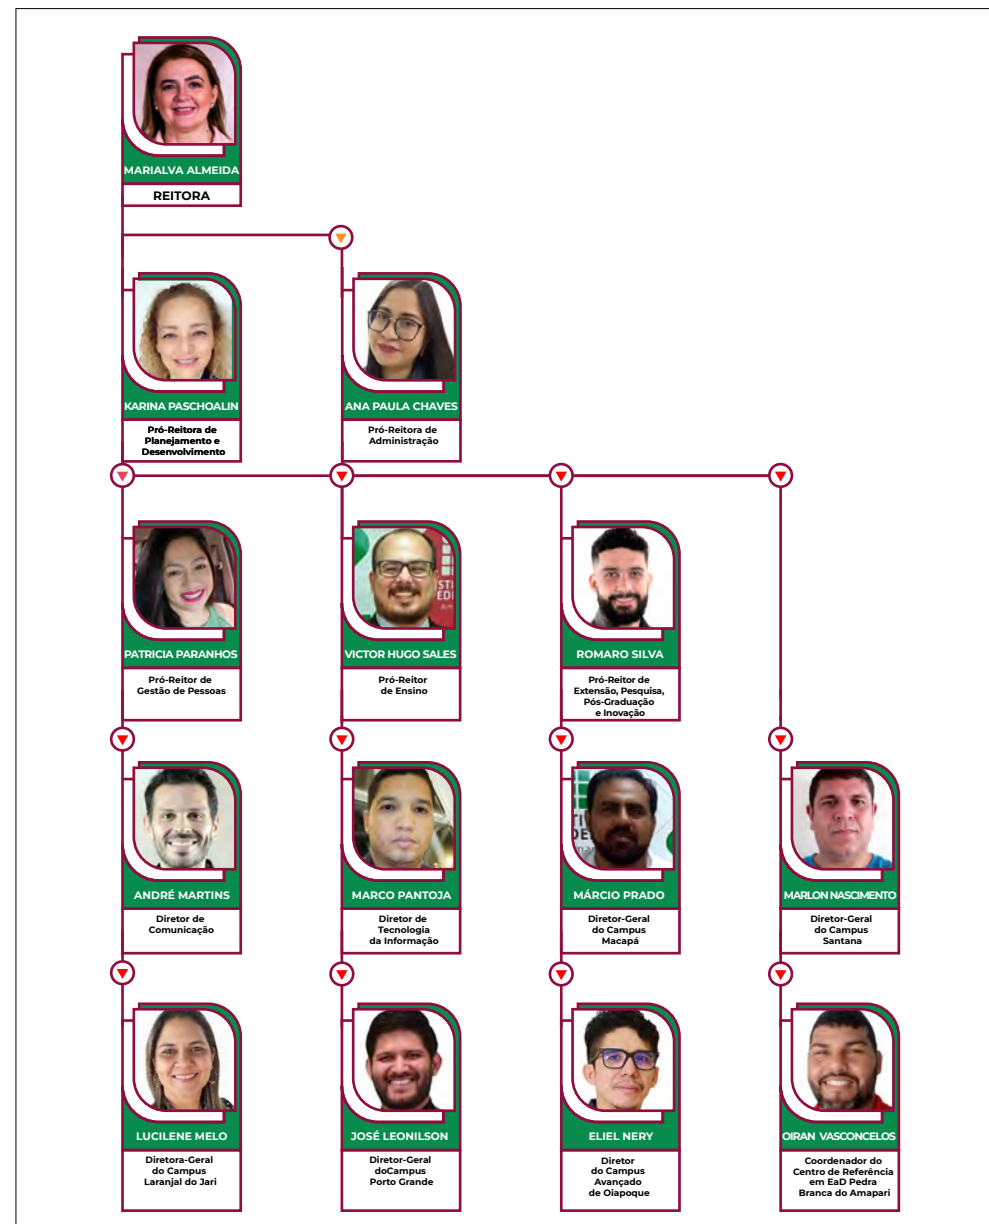 MARIALVA ALMEIDA
REITORA
KARINA PASCHOALIN
Pró-Reitora de
Planejamento e
Desenvolvimento
ANA PAULA CHAVES
Pró-Reitora de
Administração
PATRICIA PARANHOS
Pró-Reitor de
Gestão de Pessoas
VICTOR HUGO SALES
Pró-Reitor
de Ensino
ROMARO SILVA
Pró-Reitor de
Extensão, Pesquisa,
Pós-Graduação
e Inovação
ANDRÉ MARTINS
Diretor de
Comunicação
MARCO PANTOJA
Diretor de
Tecnologia
da Informação
MÁRCIO PRADO
Diretor-Geral
do Campus
Macapá
MARLON NASCIMENTO
Diretor-Geral
do Campus
Santana
LUCILENE MELO
Diretora-Geral
do Campus
Laranjal do Jari
JOSÉ LEONILSON
Diretor-Geral
doCampus
Porto Grande
ELIEL NERY
Diretor
do Campus
Avançado
de Oiapoque
OIRAN VASCONCELOS
Coordenador do
Centro de Referência
em EaD Pedra
Branca do Amapari